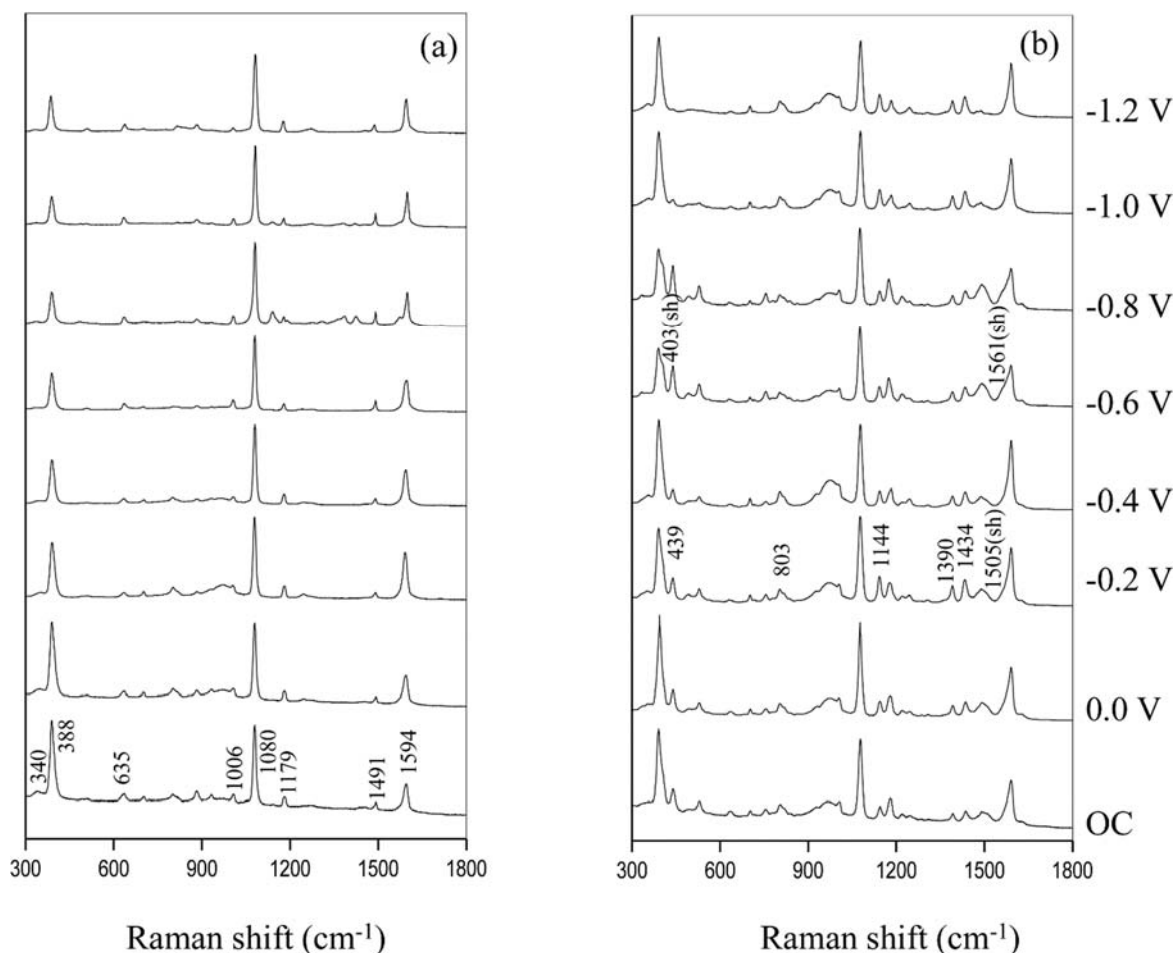 (a)
340
388
635
1006
1080
1179
1491
1594
300 600 900 1200 1500 1800
Raman shift (cm⁻¹)
(b)
-1.2 V
-1.0 V
-0.8 V
403(sh)
1561(sh)
-0.6 V
-0.4 V
439
803
1144
1390
1434
1505(sh)
-0.2 V
0.0 V
OC
300 600 900 1200 1500 1800
Raman shift (cm⁻¹)